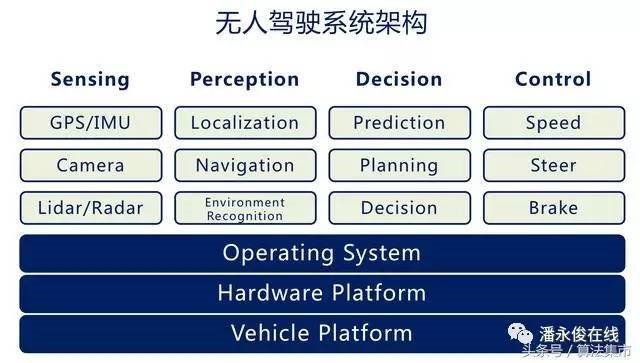 无人驾驶系统架构
Sensing Perception Decision Control
GPS/IMU Localization Prediction Speed
Camera Navigation Planning Steer
Lidar/Radar Environment Recognition Decision Brake
Operating System
Hardware Platform
Vehicle Platform
潘永俊在线
头条号/算法集市